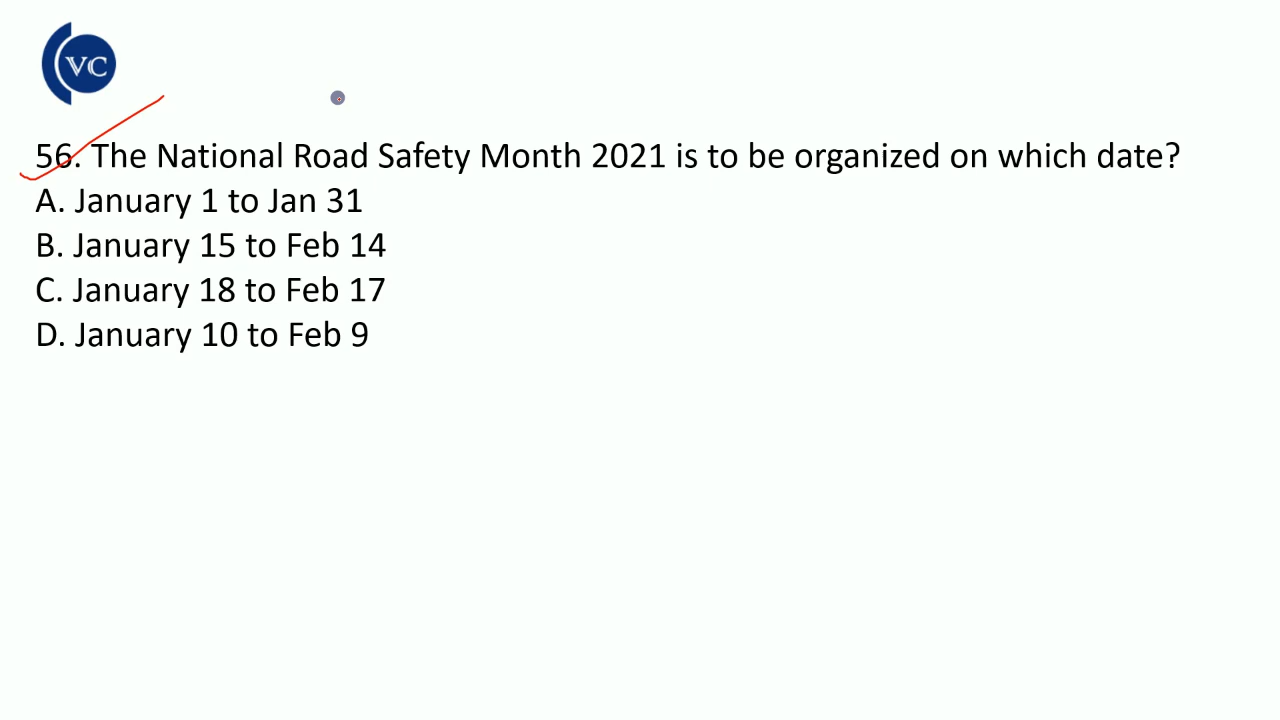 VC
56. The National Road Safety Month 2021 is to be organized on which date?
A. January 1 to Jan 31
B. January 15 to Feb 14
C. January 18 to Feb 17
D. January 10 to Feb 9